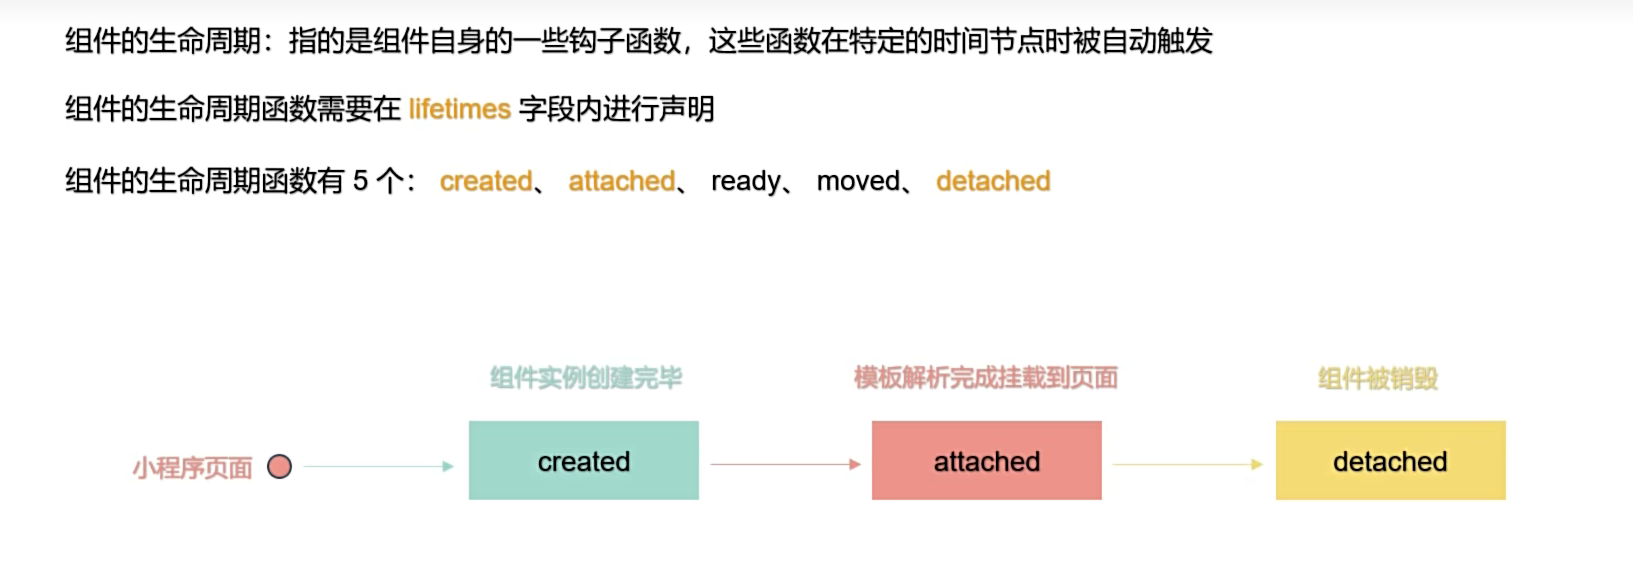 组件的生命周期：指的是组件自身的一些钩子函数，这些函数在特定的时间节点时被自动触发
组件的生命周期函数需要在 lifetimes 字段内进行声明
组件的生命周期函数有 5 个： created、 attached、 ready、 moved、 detached
组件实例创建完毕
模板解析完成挂载到页面
组件被销毁
小程序页面
created
attached
detached